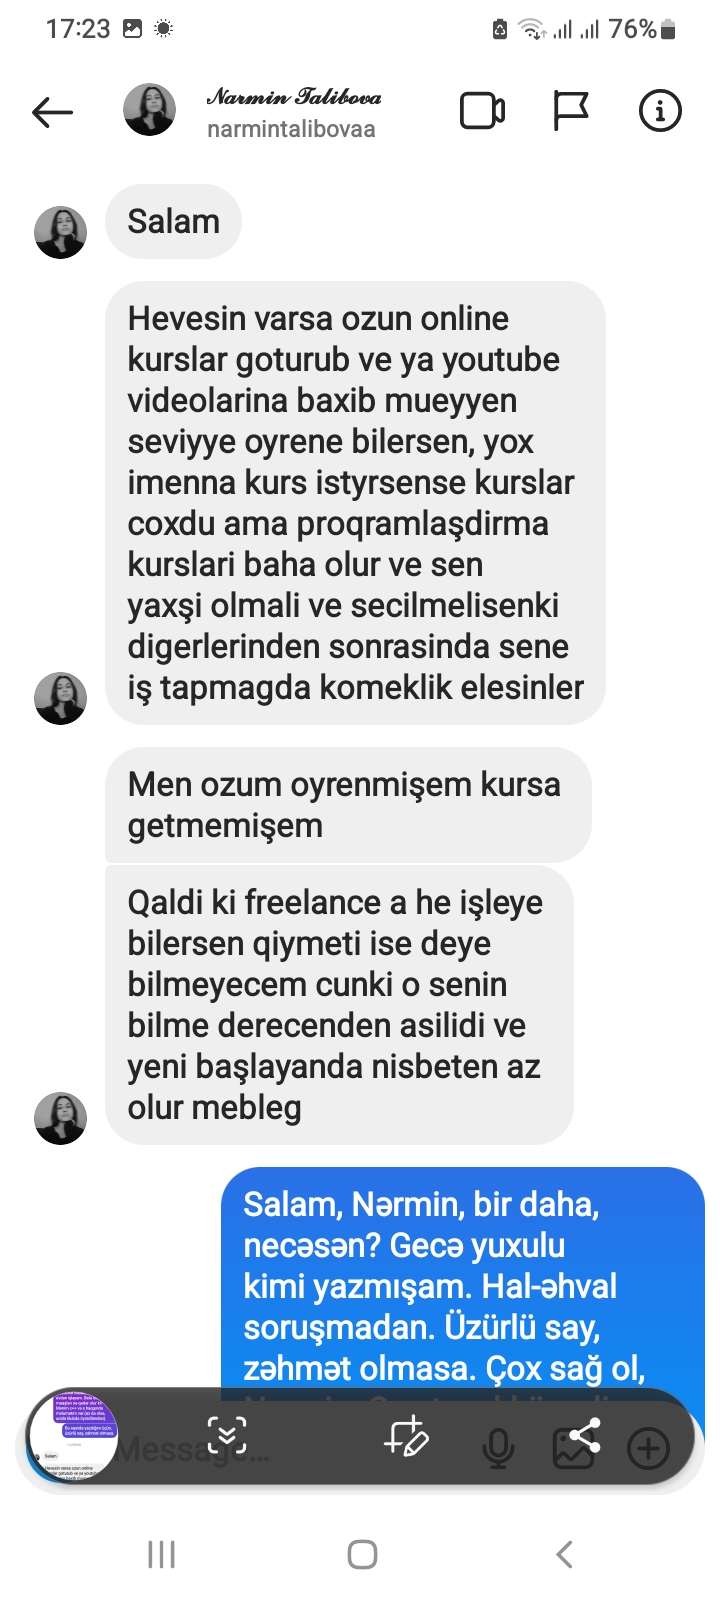 17:23
76%
Narmin Talibova
narmintalibovaa
Salam
Hevesin varsa ozun online
kurslar goturub ve ya youtube
videolarina baxib mueyyen
seviyye oyrene bilersen, yox
imenna kurs istyrsense kurslar
coxdu ama proqramlaşdirma
kurslari baha olur ve sen
yaxşi olmali ve secilmelisenki
digerlerinden sonrasinda sene
iş tapmagda komeklik elesinler
Men ozum oyrenmişem kursa
getmemişem
Qaldi ki freelance a he işleye
bilersen qiymeti ise deye
bilmeyecem cunki o senin
bilme derecenden asilidi ve
yeni başlayanda nisbeten az
olur mebleg
Salam, Nərmin, bir daha,
necəsən? Gecə yuxulu
kimi yazmışam. Hal-əhval
soruşmadan. Üzürlü say,
zəhmət olmasa. Çox sağ ol,
Message...